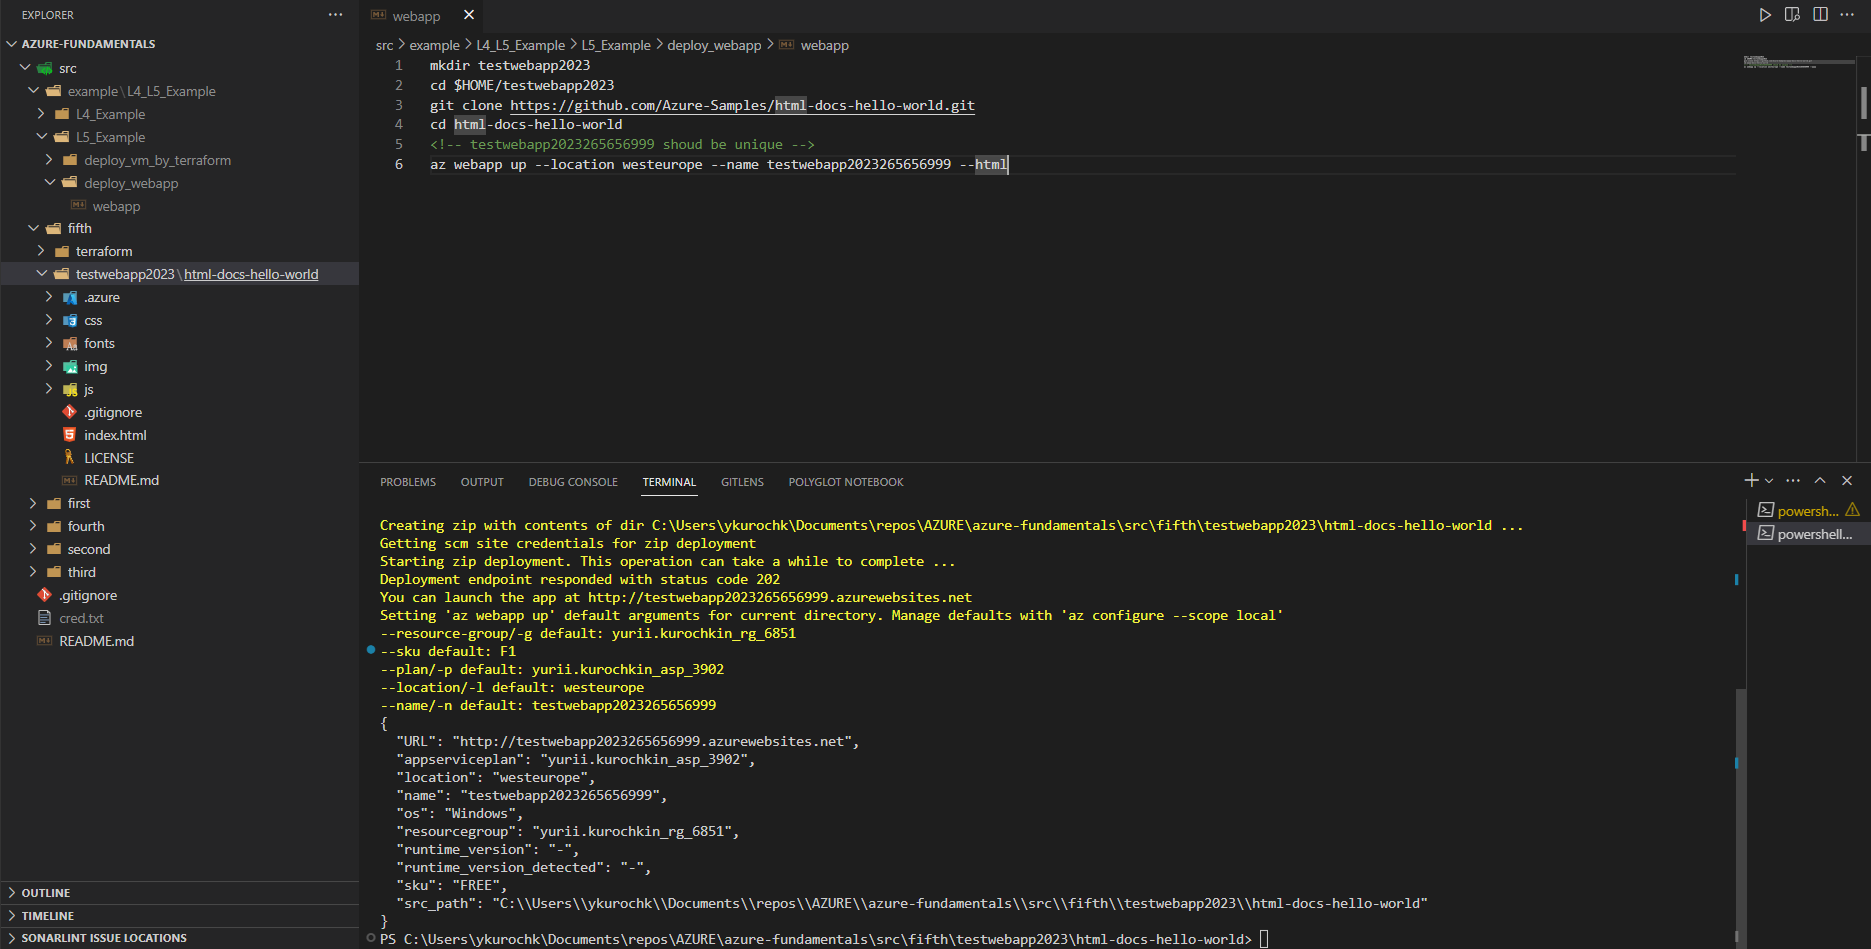 EXPLORER
AZURE-FUNDAMENTALS
src
example\L4_L5_Example
L4_Example
L5_Example
deploy_vm_by_terraform
deploy_webapp
webapp
fifth
terraform
testwebapp2023\html-docs-hello-world
.azure
css
fonts
img
js
.gitignore
index.html
LICENSE
README.md
first
fourth
second
third
.gitignore
cred.txt
README.md
OUTLINE
TIMELINE
SONARLINT ISSUE LOCATIONS
webapp
src > example > L4_L5_Example > L5_Example > deploy_webapp > webapp
1 mkdir testwebapp2023
2 cd $HOME/testwebapp2023
3 git clone https://github.com/Azure-Samples/html-docs-hello-world.git
4 cd html-docs-hello-world
5 <!-- testwebapp2023265656999 shoud be unique -->
6 az webapp up --location westeurope --name testwebapp2023265656999 --html
PROBLEMS OUTPUT DEBUG CONSOLE TERMINAL GITLENS POLYGLOT NOTEBOOK
Creating zip with contents of dir C:\Users\ykurochk\Documents\repos\AZURE\azure-fundamentals\src\fifth\testwebapp2023\html-docs-hello-world ...
Getting scm site credentials for zip deployment
Starting zip deployment. This operation can take a while to complete ...
Deployment endpoint responded with status code 202
You can launch the app at http://testwebapp2023265656999.azurewebsites.net
Setting 'az webapp up' default arguments for current directory. Manage defaults with 'az configure --scope local'
--resource-group/-g default: yurii.kurochkin_rg_6851
--sku default: F1
--plan/-p default: yurii.kurochkin_asp_3902
--location/-l default: westeurope
--name/-n default: testwebapp2023265656999
{
"URL": "http://testwebapp2023265656999.azurewebsites.net",
"appserviceplan": "yurii.kurochkin_asp_3902",
"location": "westeurope",
"name": "testwebapp2023265656999",
"os": "Windows",
"resourcegroup": "yurii.kurochkin_rg_6851",
"runtime_version": "-",
"runtime_version_detected": "-",
"sku": "FREE",
"src_path": "C:\\Users\\ykurochk\\Documents\\repos\\AZURE\\azure-fundamentals\\src\\fifth\\testwebapp2023\\html-docs-hello-world"
}
PS C:\Users\ykurochk\Documents\repos\AZURE\azure-fundamentals\src\fifth\testwebapp2023\html-docs-hello-world>
powersh...
powershell...